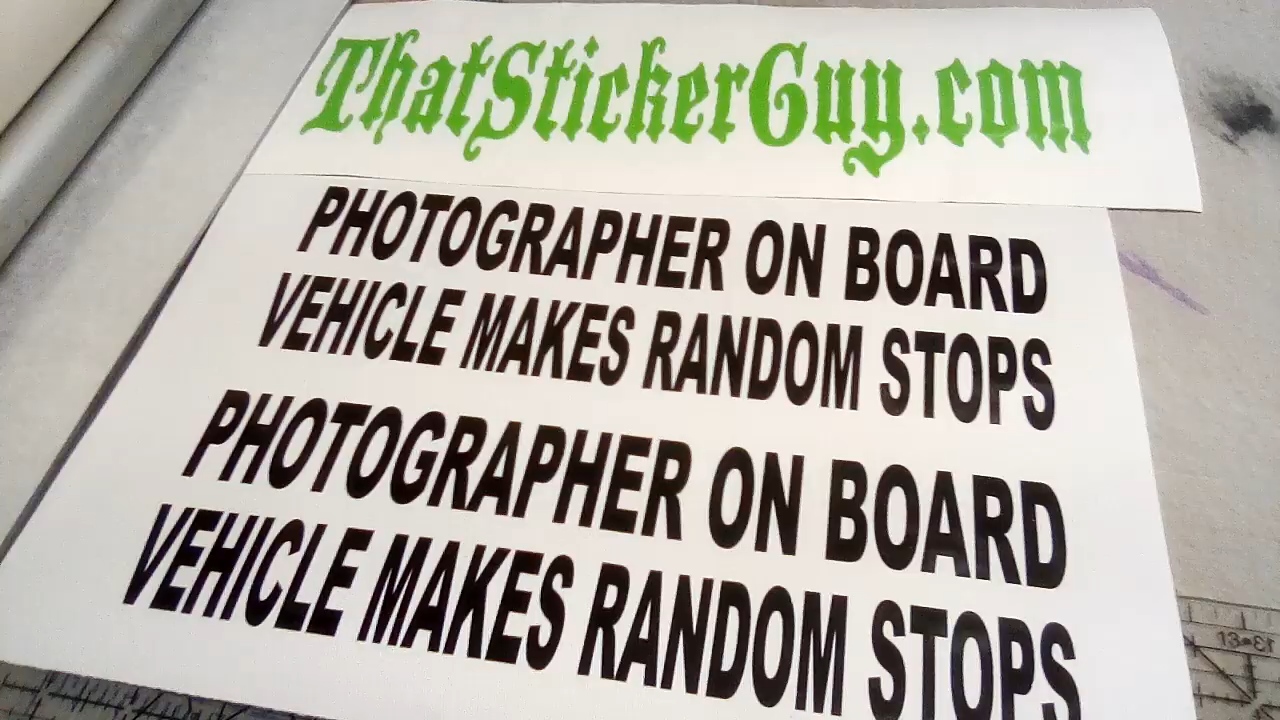 ThatStickerGuy.com
PHOTOGRAPHER ON BOARD
VEHICLE MAKES RANDOM STOPS
PHOTOGRAPHER ON BOARD
VEHICLE MAKES RANDOM STOPS